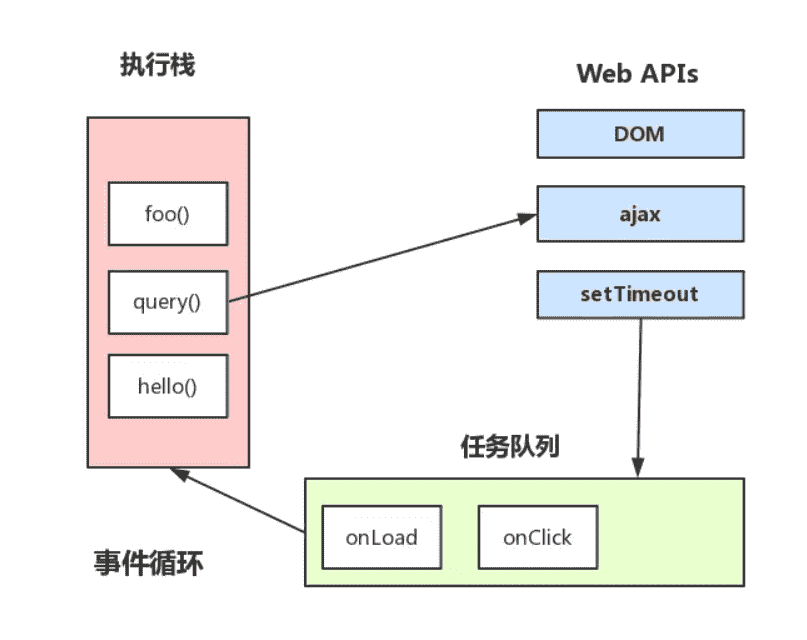 执行栈
Web APIs
DOM
foo()
ajax
query()
setTimeout
hello()
任务队列
onLoad
onClick
事件循环